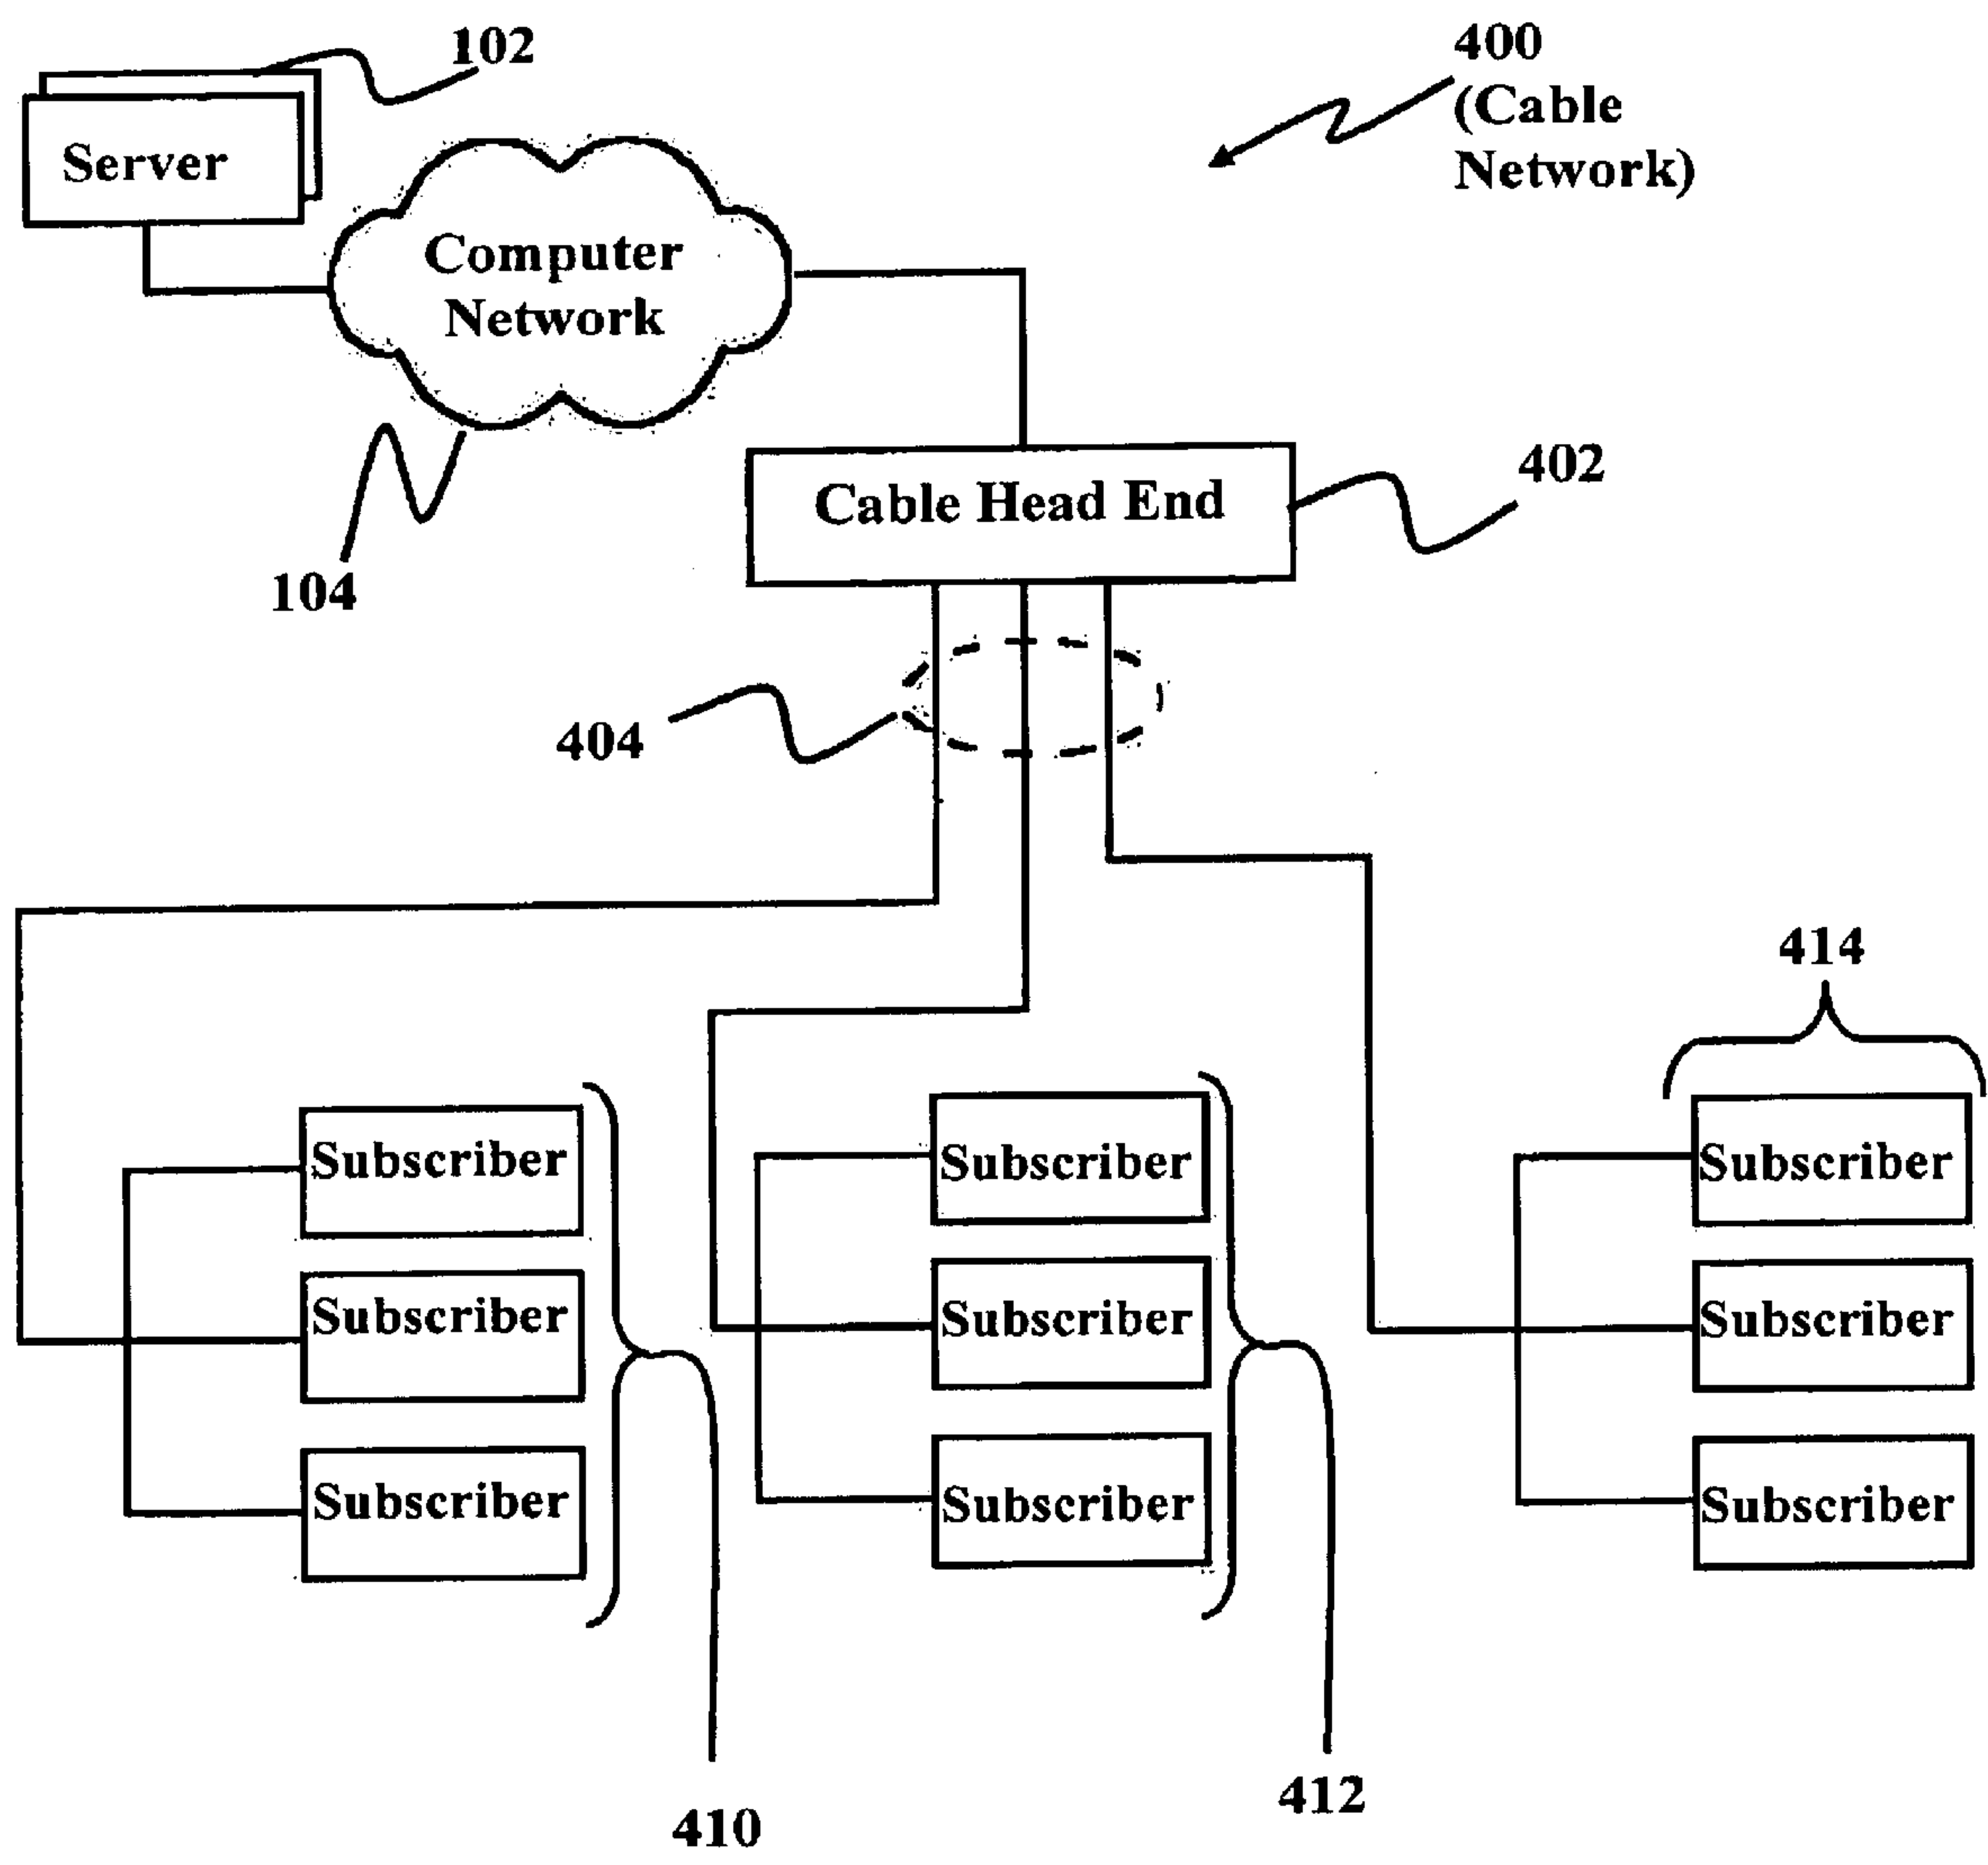 102
400
(Cable
Network)
Server
Computer
Network
Cable Head End
402
104
404
414
Subscriber
Subscriber
Subscriber
Subscriber
Subscriber
Subscriber
Subscriber
Subscriber
Subscriber
410
412